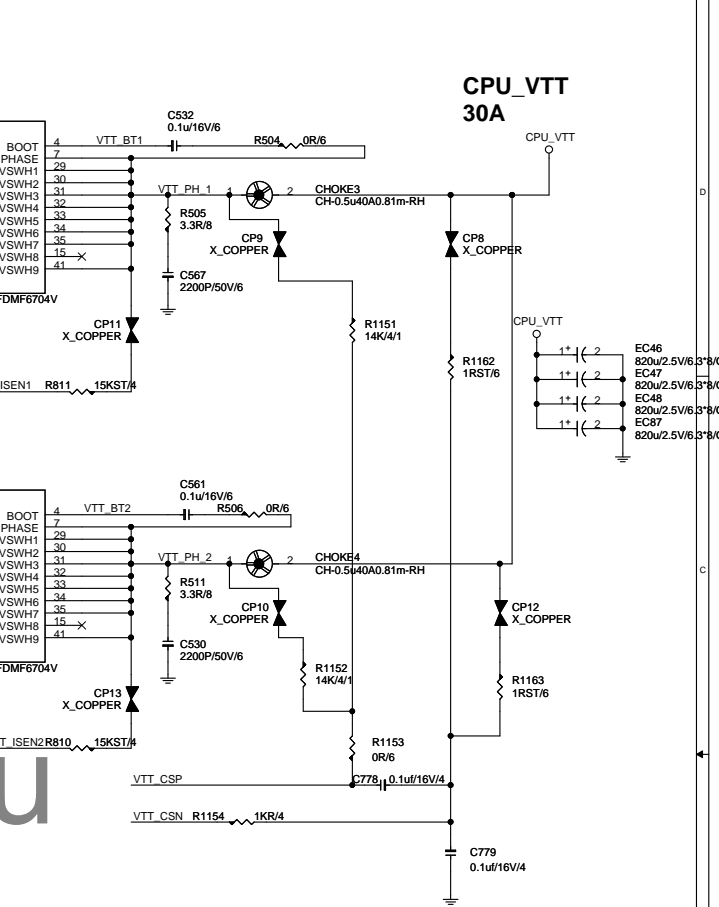 CPU_VTT
30A
C532
0.1u/16V/6
BOOT 4 VTT_BT1 R504 0R/6 CPU_VTT
PHASE 7
VSWH1 29
VSWH2 30
VSWH3 31 VTT_PH_1 1 2 CHOKE3
VSWH4 32 CH-0.5u40A0.81m-RH
VSWH5 33 R505
VSWH6 34 3.3R/8
VSWH7 35 CP9 CP8
VSWH8 15 X_COPPER X_COPPER
VSWH9 41 C567
2200P/50V/6
FDMF6704V
D
CP11
X_COPPER
R1151
14K/4/1
CPU_VTT
1+ 2 EC46
820u/2.5V/6.3*8/
1+ 2 EC47
820u/2.5V/6.3*8/
1+ 2 EC48
820u/2.5V/6.3*8/
1+ 2 EC87
820u/2.5V/6.3*8/
R1162
1RST/6
ISEN1 R811 15KST/4
C561
0.1u/16V/6
BOOT 4 VTT_BT2 R506 0R/6
PHASE 7
VSWH1 29
VSWH2 30
VSWH3 31 VTT_PH_2 1 2 CHOKE4
VSWH4 32 CH-0.5u40A0.81m-RH
VSWH5 33 R511
VSWH6 34 3.3R/8
VSWH7 35 CP10 CP12
VSWH8 15 X_COPPER X_COPPER
VSWH9 41 C530
2200P/50V/6
FDMF6704V
C
R1152
14K/4/1
R1163
1RST/6
CP13
X_COPPER
T_ISEN2 R810 15KST/4
R1153
0R/6
u
VTT_CSP C778 0.1uf/16V/4
VTT_CSN R1154 1KR/4
C779
0.1uf/16V/4